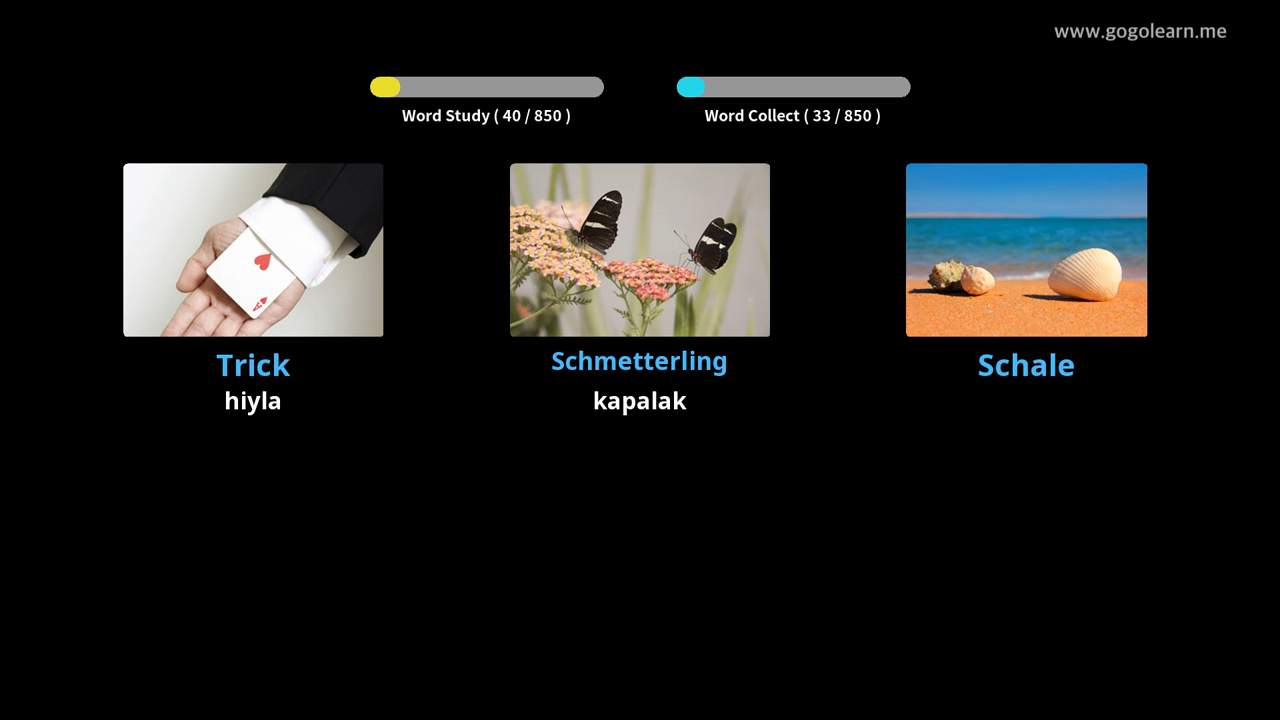 www.gogolearn.me
Word Study ( 40 / 850 )
Word Collect ( 33 / 850 )
Trick
hiyla
Schmetterling
kapalak
Schale
A